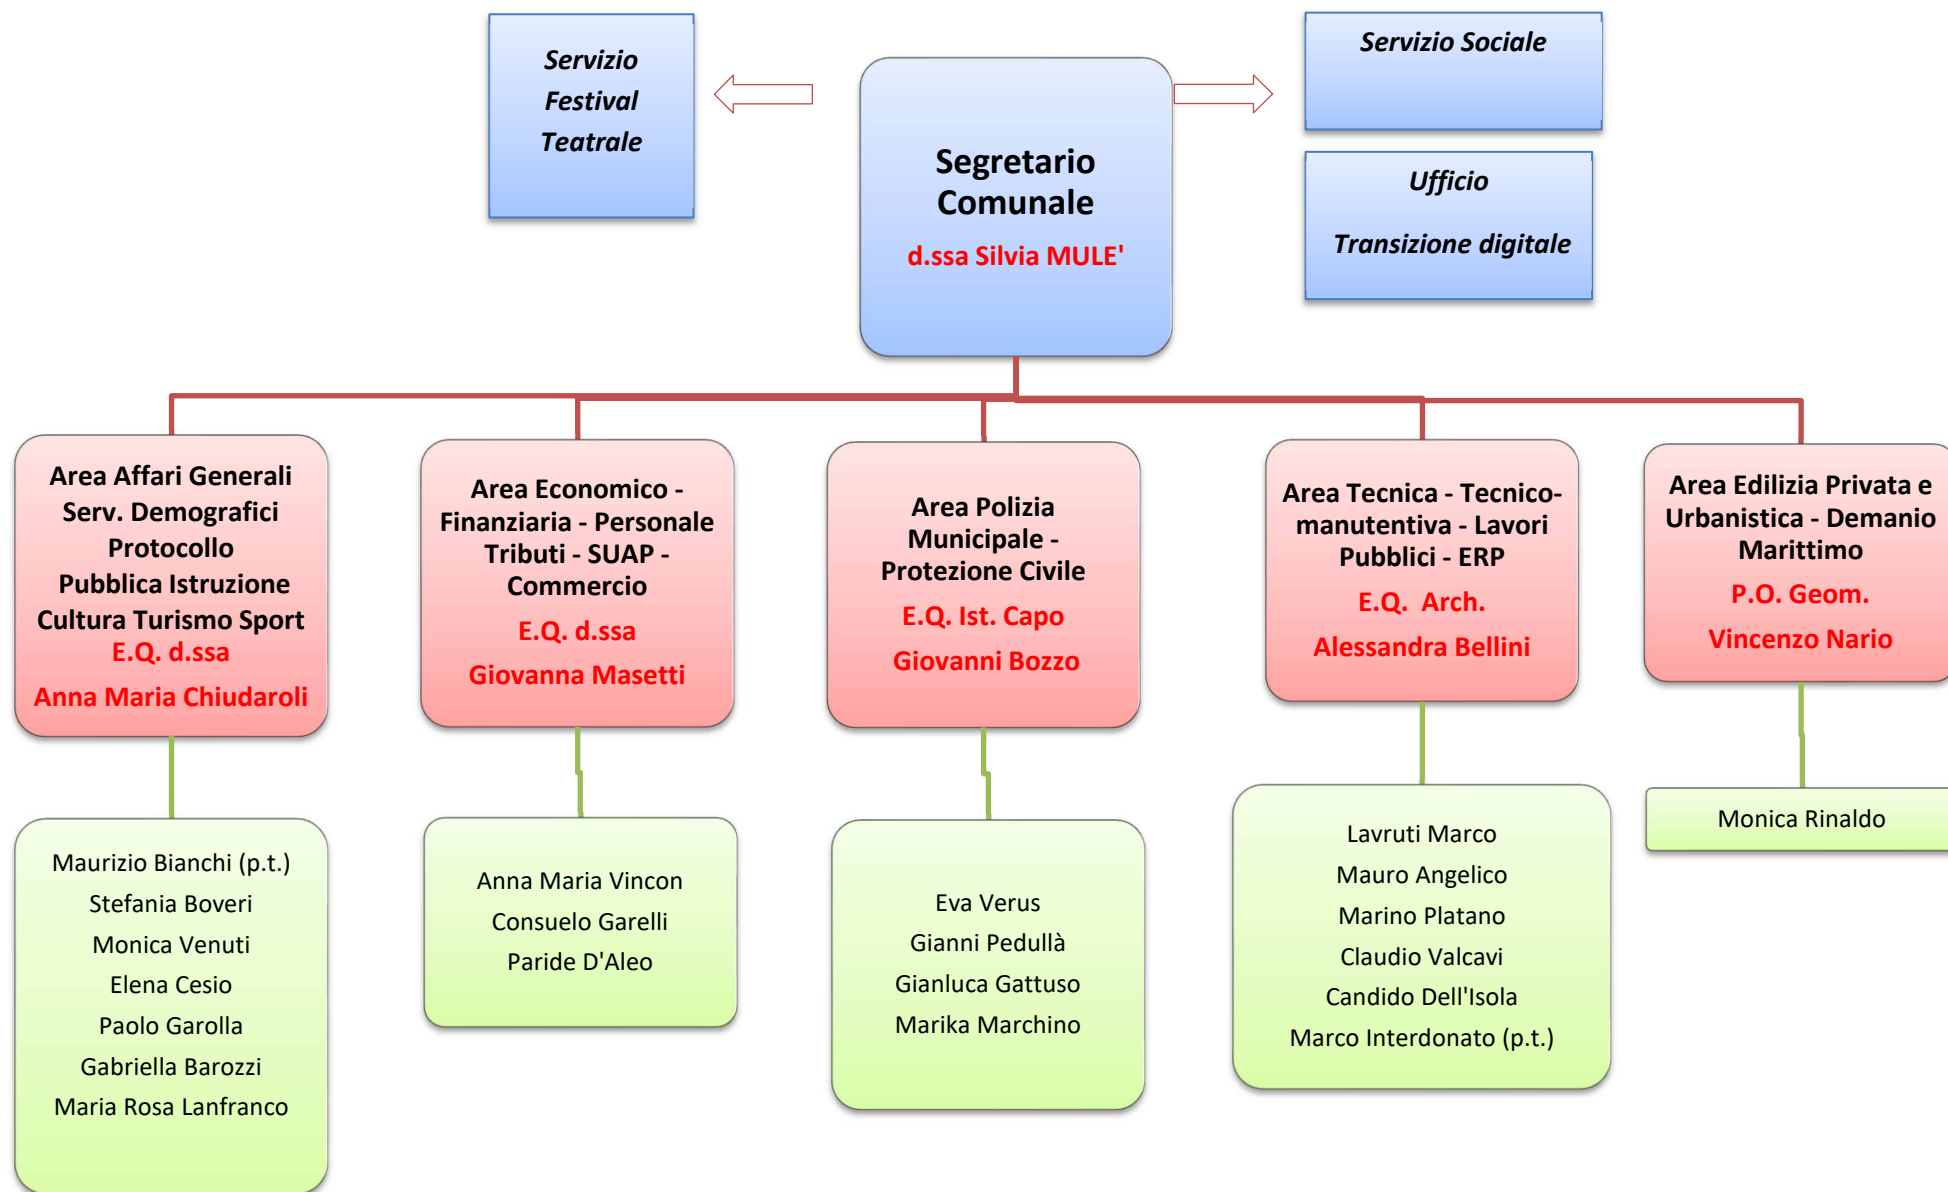 Servizio
Festival
Teatrale
Segretario
Comunale
d.ssa Silvia MULE'
Servizio Sociale
Ufficio
Transizione digitale
Area Affari Generali
Serv. Demografici
Protocollo
Pubblica Istruzione
Cultura Turismo Sport
E.Q. d.ssa
Anna Maria Chiudaroli
Area Economico -
Finanziaria - Personale
Tributi - SUAP -
Commercio
E.Q. d.ssa
Giovanna Masetti
Area Polizia
Municipale -
Protezione Civile
E.Q. Ist. Capo
Giovanni Bozzo
Area Tecnica - Tecnico-
manutentiva - Lavori
Pubblici - ERP
E.Q. Arch.
Alessandra Bellini
Area Edilizia Privata e
Urbanistica - Demanio
Marittimo
P.O. Geom.
Vincenzo Nario
Maurizio Bianchi (p.t.)
Stefania Boveri
Monica Venuti
Elena Cesio
Paolo Garolla
Gabriella Barozzi
Maria Rosa Lanfranco
Anna Maria Vincon
Consuelo Garelli
Paride D'Aleo
Eva Verus
Gianni Pedullà
Gianluca Gattuso
Marika Marchino
Lavruti Marco
Mauro Angelico
Marino Platano
Claudio Valcavi
Candido Dell'Isola
Marco Interdonato (p.t.)
Monica Rinaldo